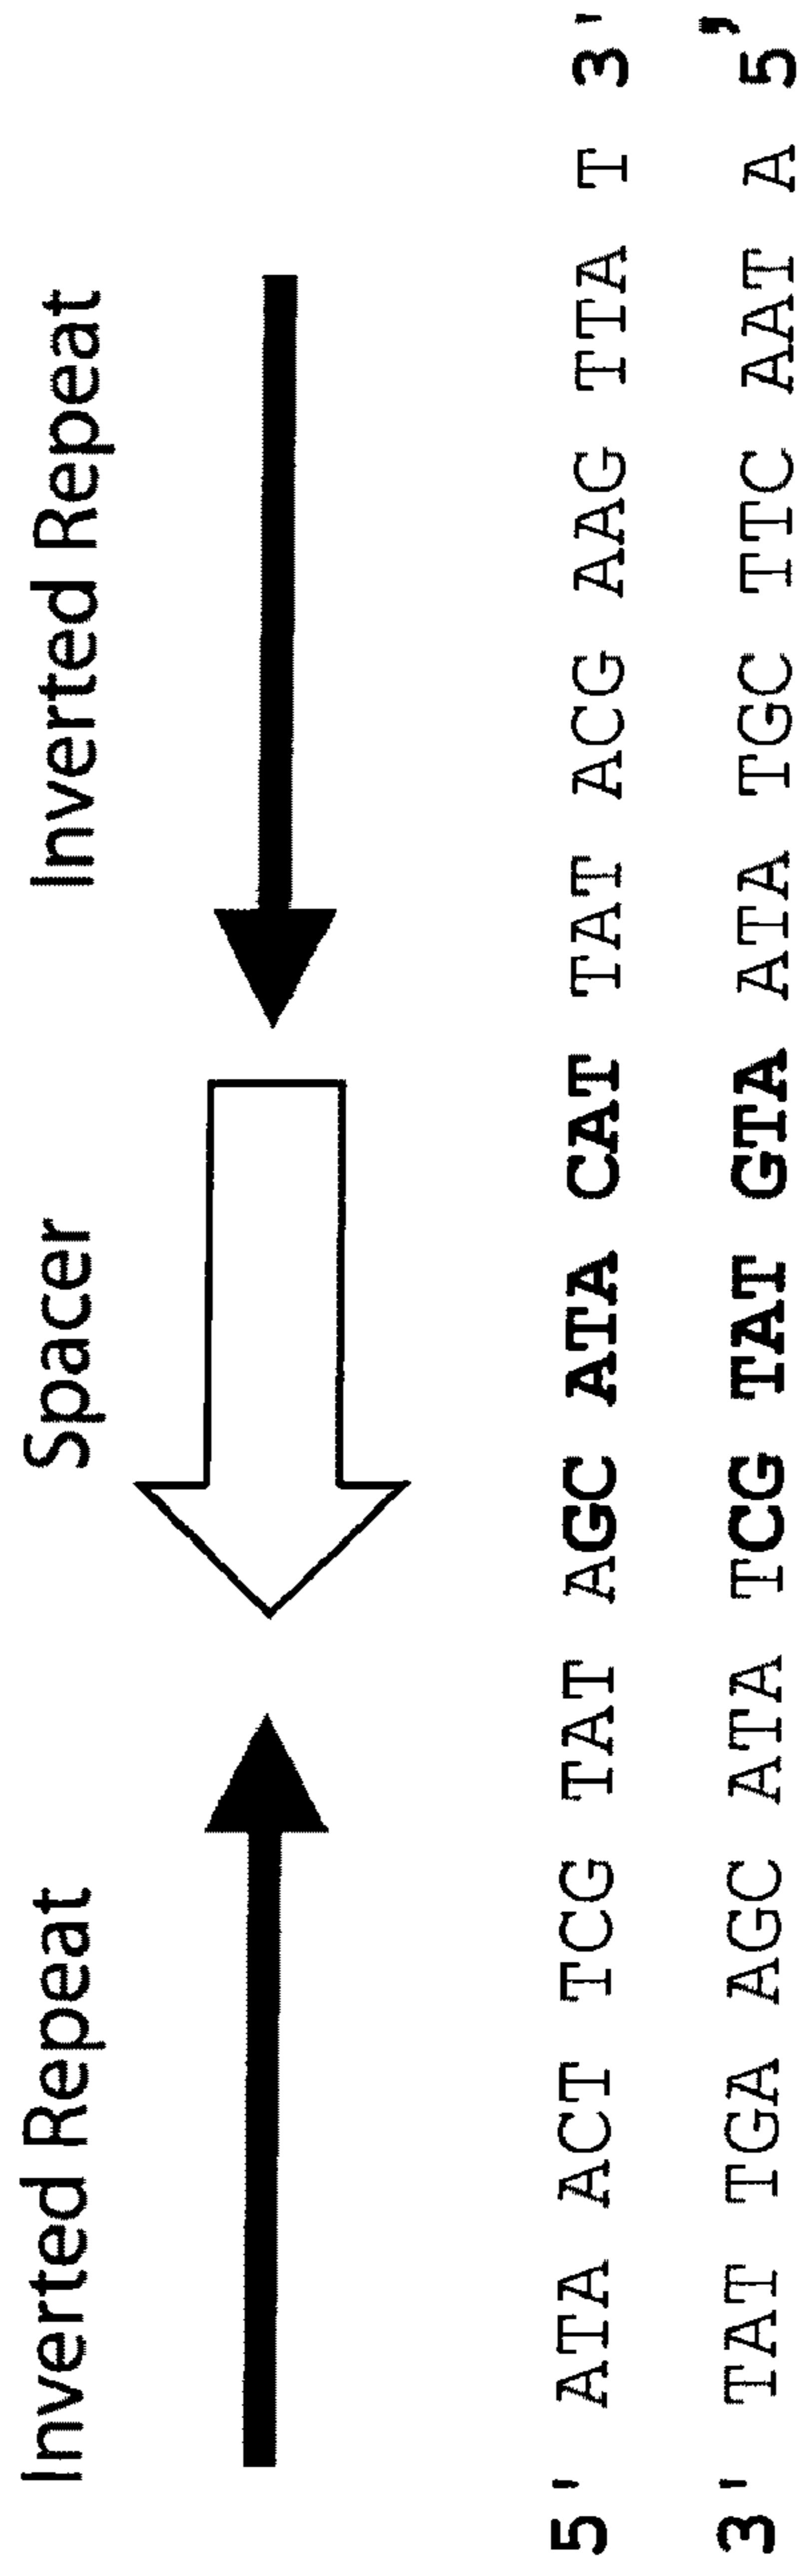 Inverted Repeat Spacer Inverted Repeat
5' ATA ACT TCG TAT AGC ATA CAT TAT ACG AAG TTA T 3'
3' TAT TGA AGC ATA TCG TAT GTA ATA TGC TTC AAT A 5'